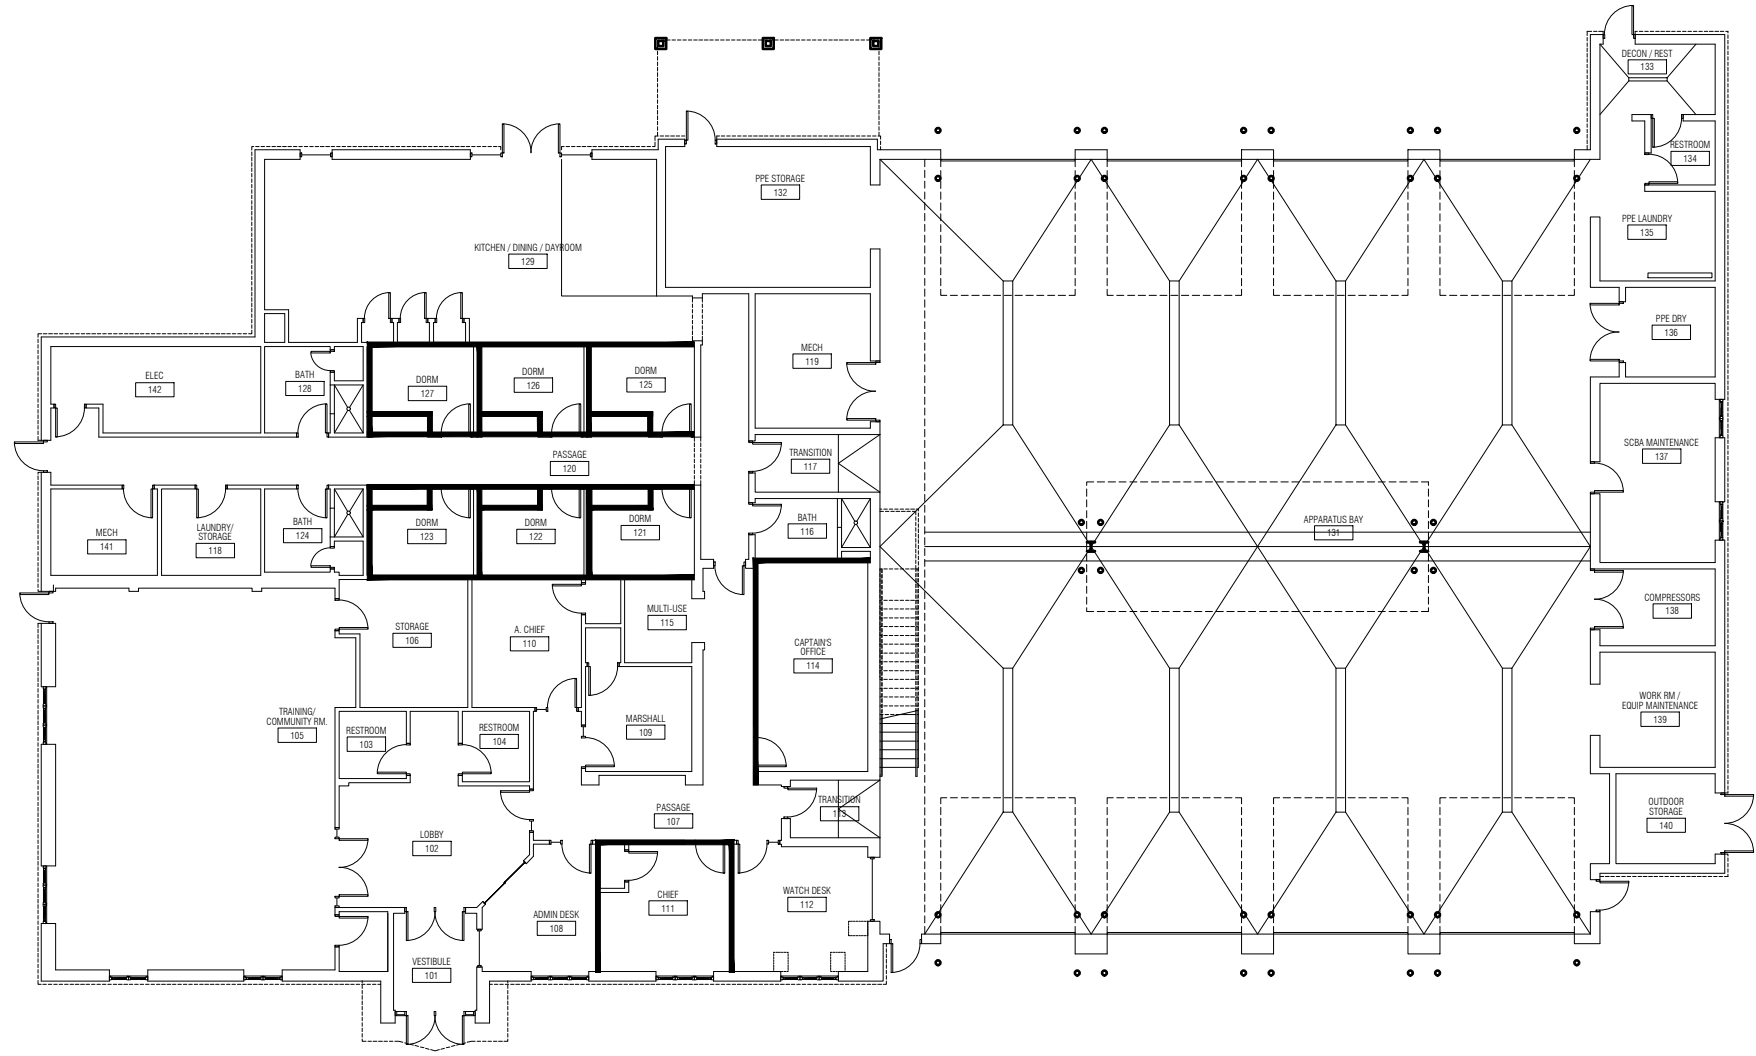 DECON / REST
133
RESTROOM
134
PPE STORAGE
132
PPE LAUNDRY
135
KITCHEN / DINING / DAYROOM
129
PPE DRY
136
MECH
119
ELEC
142
BATH
128
DORM
127
DORM
126
DORM
125
PASSAGE
120
TRANSITION
117
SCBA MAINTENANCE
137
MECH
141
LAUNDRY/
STORAGE
118
BATH
124
DORM
123
DORM
122
DORM
121
BATH
116
APPARATUS BAY
131
COMPRESSORS
138
STORAGE
106
A. CHIEF
110
MULTI-USE
115
CAPTAIN'S
OFFICE
114
WORK RM /
EQUIP MAINTENANCE
139
TRAINING/
COMMUNITY RM.
105
RESTROOM
103
RESTROOM
104
MARSHALL
109
PASSAGE
107
TRANSITION
113
OUTDOOR
STORAGE
140
LOBBY
102
CHIEF
111
WATCH DESK
112
ADMIN DESK
108
VESTIBULE
101